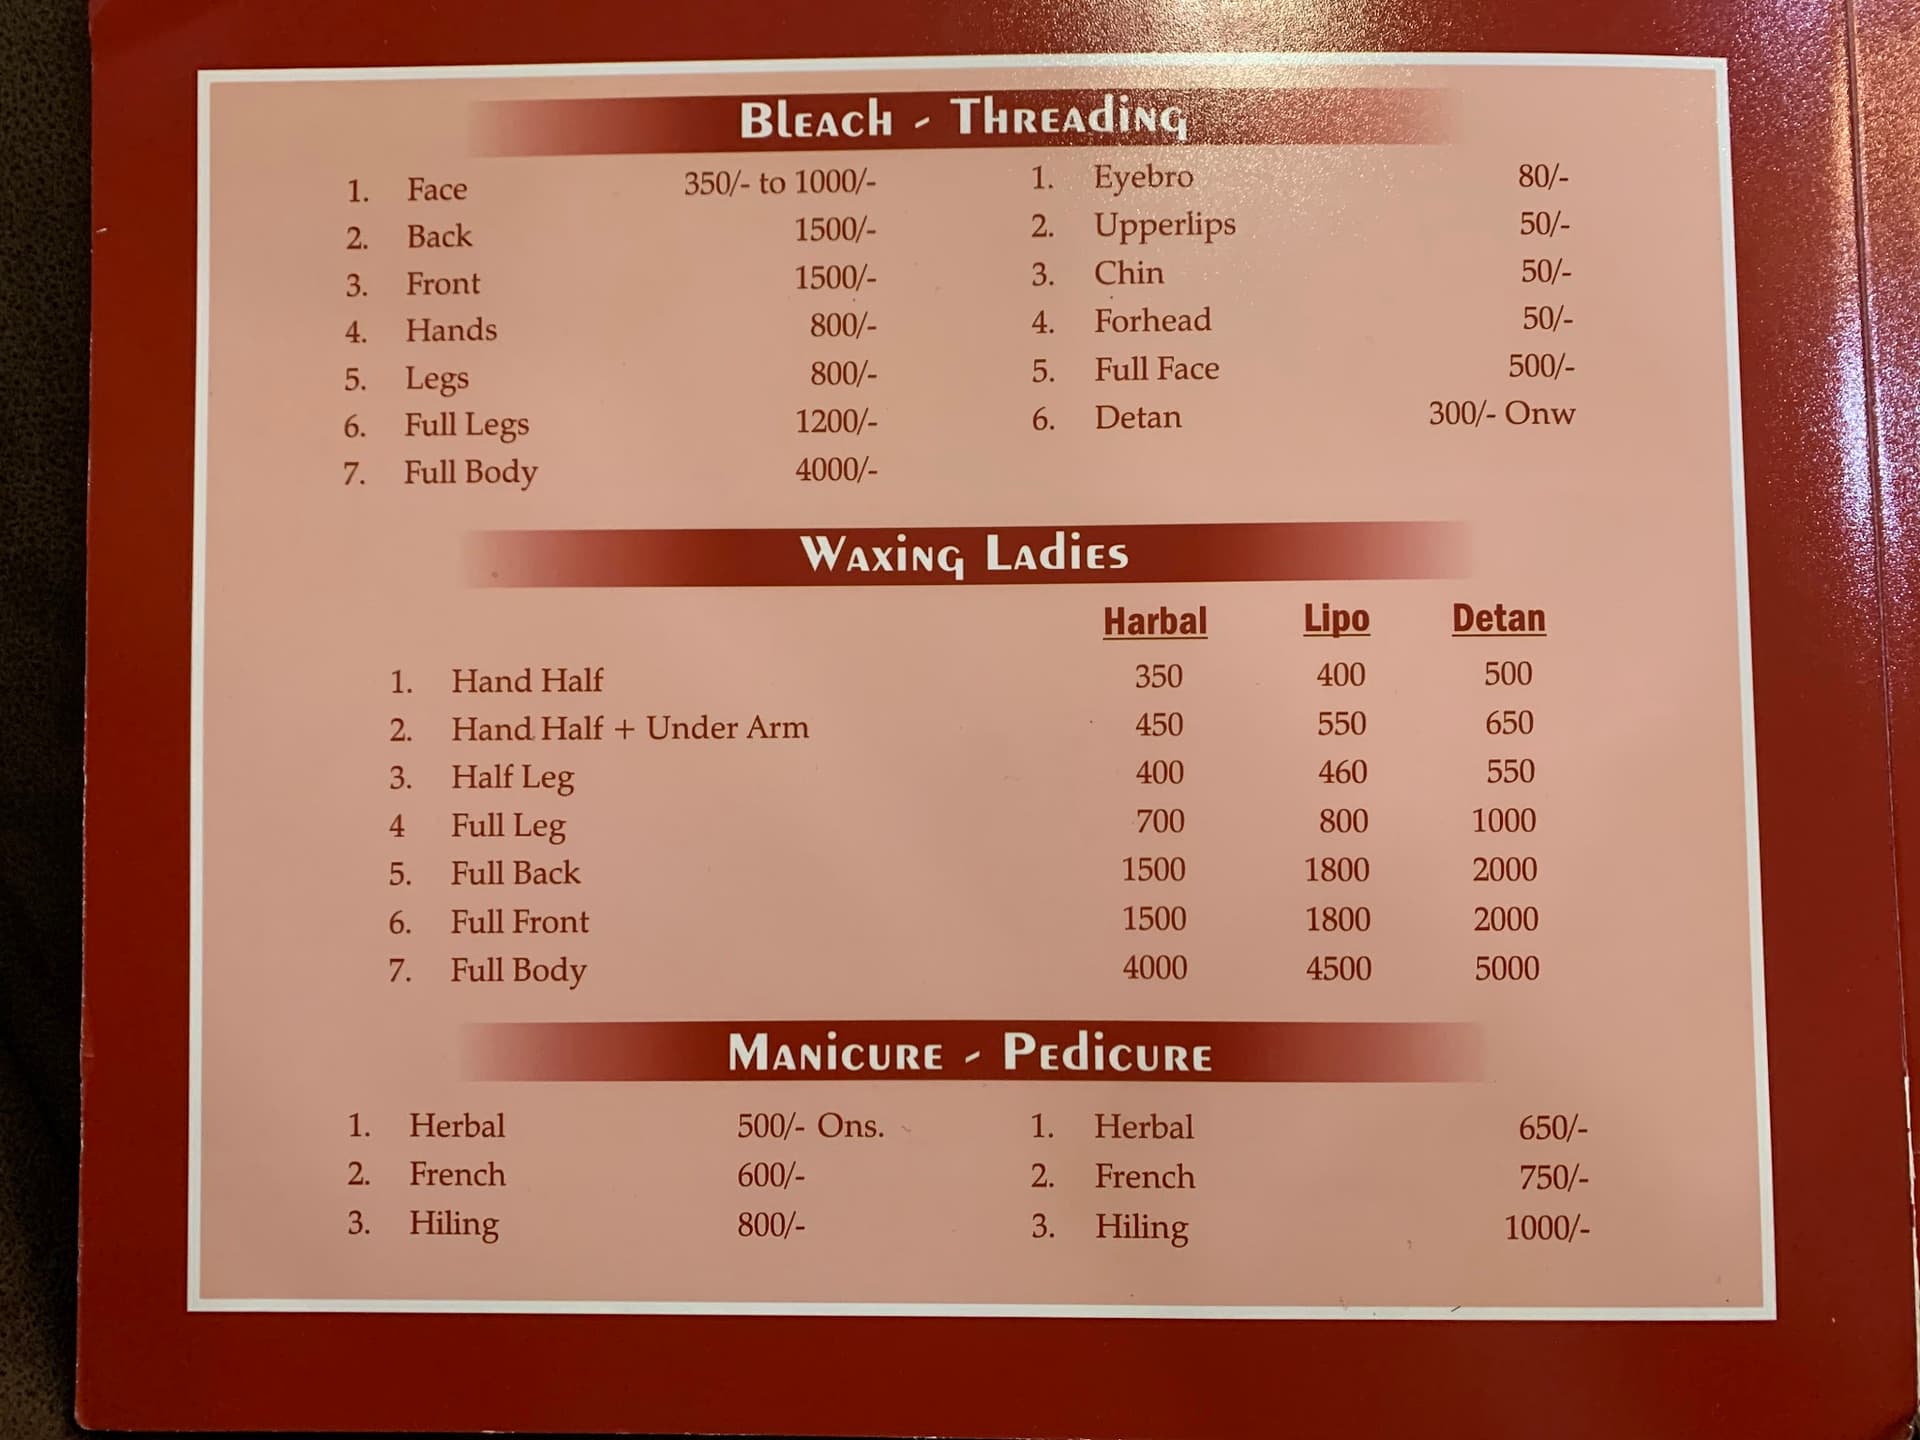 Bleach - Threading
1. Face 350/- to 1000/- 1. Eyebro 80/-
2. Back 1500/- 2. Upperlips 50/-
3. Front 1500/- 3. Chin 50/-
4. Hands 800/- 4. Forhead 50/-
5. Legs 800/- 5. Full Face 500/-
6. Full Legs 1200/- 6. Detan 300/- Onw
7. Full Body 4000/-
Waxing Ladies
Harbal Lipo Detan
1. Hand Half 350 400 500
2. Hand Half + Under Arm 450 550 650
3. Half Leg 400 460 550
4 Full Leg 700 800 1000
5. Full Back 1500 1800 2000
6. Full Front 1500 1800 2000
7. Full Body 4000 4500 5000
Manicure - Pedicure
1. Herbal 500/- Ons. 1. Herbal 650/-
2. French 600/- 2. French 750/-
3. Hiling 800/- 3. Hiling 1000/-